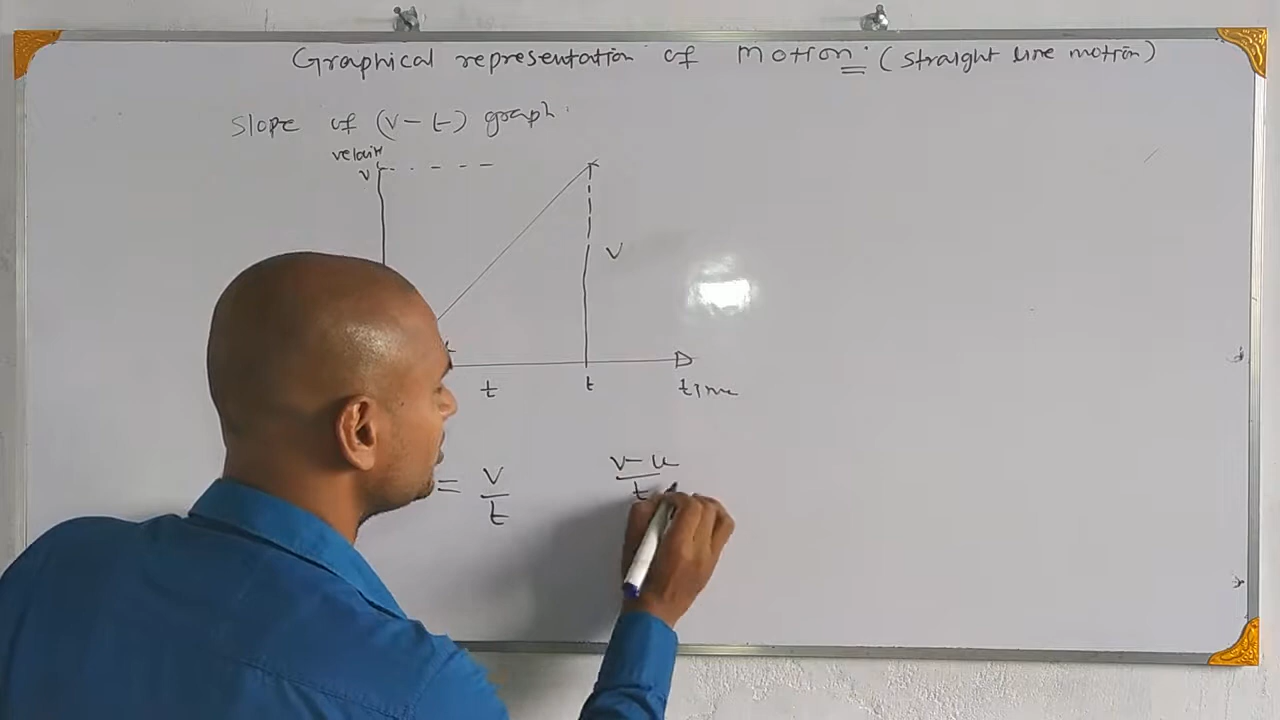 Graphical representation of motion: (straight line motion)
slope of (v-t) graph.
velocity
v
v
t t time
= v/t v-u/t